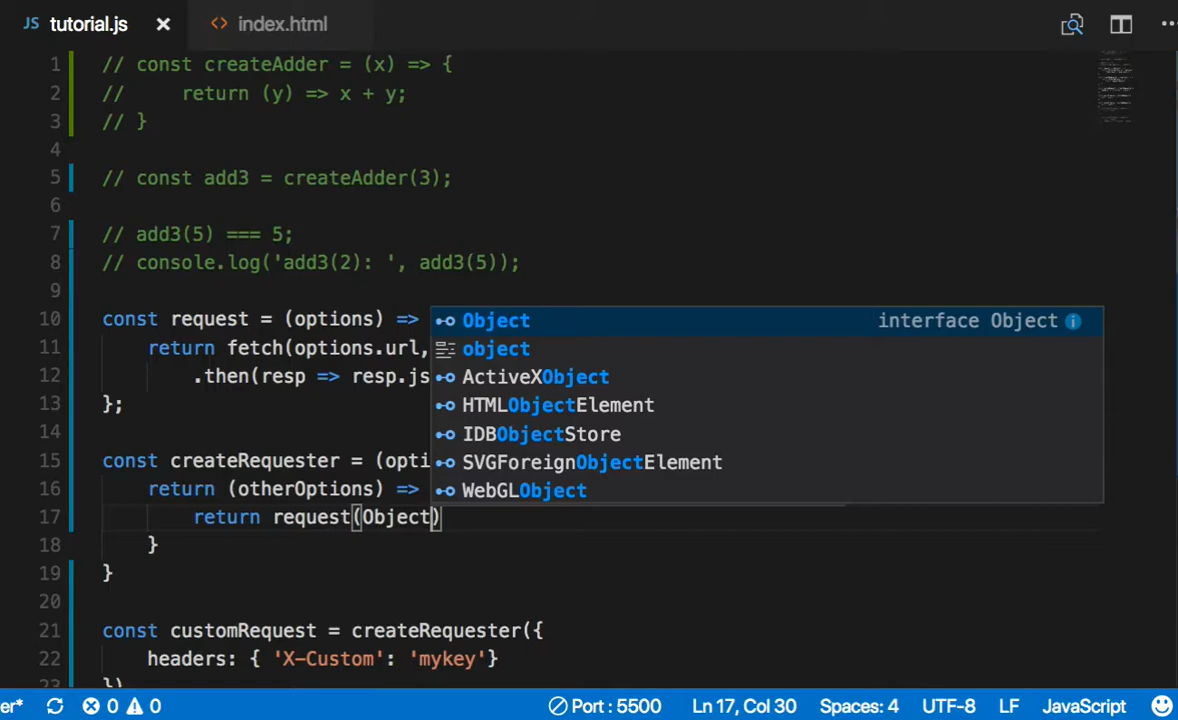 JS tutorial.js × <> index.html
1 // const createAdder = (x) => {
2 //     return (y) => x + y;
3 // }
4
5 // const add3 = createAdder(3);
6
7 // add3(5) === 5;
8 // console.log('add3(2): ', add3(5));
9
10 const request = (options) =>
Object interface Object
11 return fetch(options.url,
object
12 .then(resp => resp.js
ActiveXObject
13 };
HTMLObjectElement
14
IDBObjectStore
15 const createRequester = (opti
SVGForeignObjectElement
16 return (otherOptions) =>
WebGLObject
17 return request(Object)
18 }
19 }
20
21 const customRequest = createRequester({
22 headers: { 'X-Custom': 'mykey'}
23 })
er* 0 0 Port : 5500 Ln 17, Col 30 Spaces: 4 UTF-8 LF JavaScript